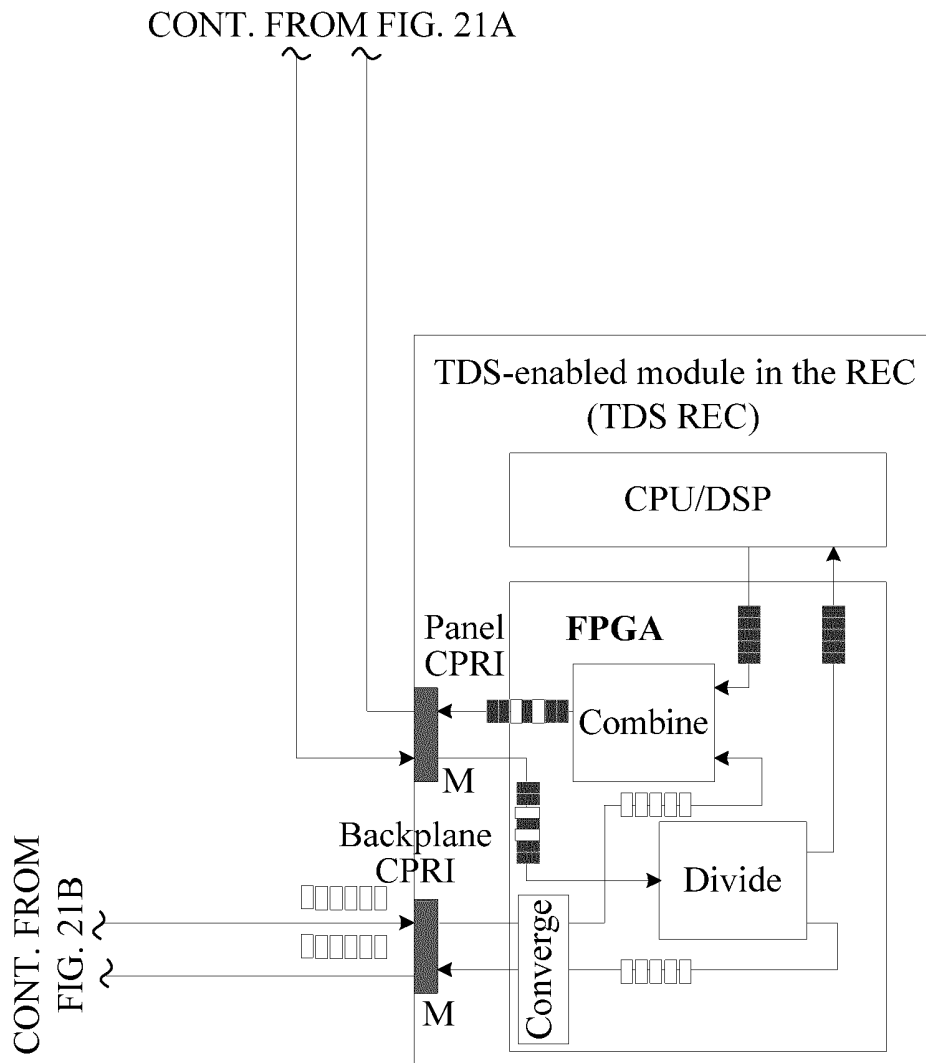 CONT. FROM FIG. 21A
TDS-enabled module in the REC
(TDS REC)
CPU/DSP
Panel
CPRI
FPGA
Combine
M
Backplane
CPRI
Divide
Converge
M
CONT. FROM
FIG. 21B